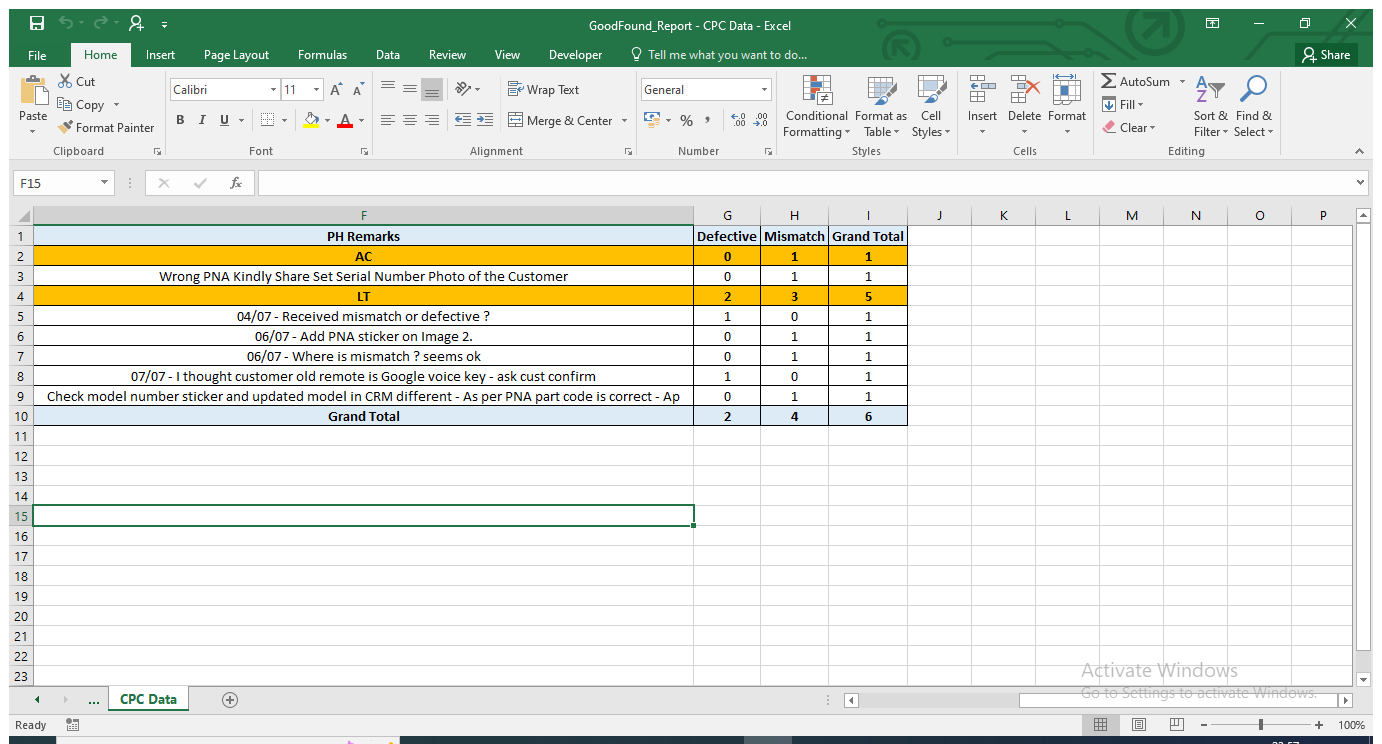 GoodFound_Report - CPC Data - Excel
File Home Insert Page Layout Formulas Data Review View Developer Tell me what you want to do... Share
Paste
Cut
Copy
Format Painter
Clipboard
Calibri 11
B I U
Font
Wrap Text
Merge & Center
Alignment
General
% ,
Number
Conditional Formatting
Format as Table
Cell Styles
Styles
Insert Delete Format
Cells
AutoSum
Fill
Clear
Sort & Filter
Find & Select
Editing
F15 fx
F G H I J K L M N O P
1 PH Remarks Defective Mismatch Grand Total
2 AC 0 1 1
3 Wrong PNA Kindly Share Set Serial Number Photo of the Customer 0 1 1
4 LT 2 3 5
5 04/07 - Received mismatch or defective ? 1 0 1
6 06/07 - Add PNA sticker on Image 2. 0 1 1
7 06/07 - Where is mismatch ? seems ok 0 1 1
8 07/07 - I thought customer old remote is Google voice key - ask cust confirm 1 0 1
9 Check model number sticker and updated model in CRM different - As per PNA part code is correct - Ap 0 1 1
10 Grand Total 2 4 6
11
12
13
14
15
16
17
18
19
20
21
22
23
Activate Windows
Go to Settings to activate Windows.
... CPC Data
Ready 100%